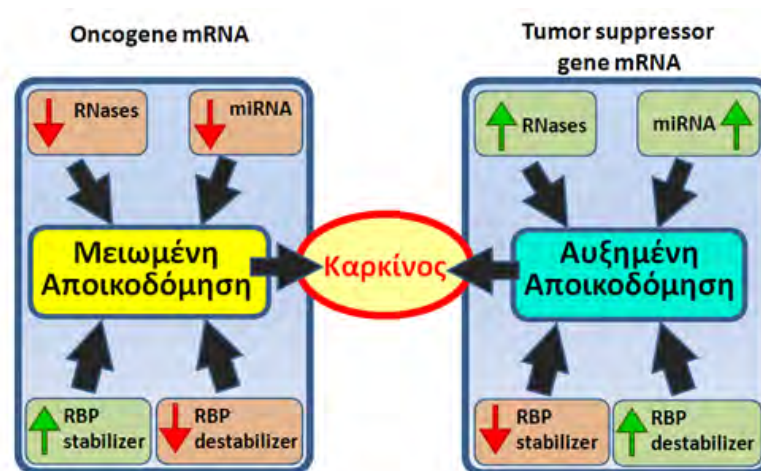 Oncogene mRNA
RNases
miRNA
Μειωμένη
Αποικοδόμηση
RBP
stabilizer
RBP
destabilizer
Καρκίνος
Tumor suppressor
gene mRNA
RNases
miRNA
Αυξημένη
Αποικοδόμηση
RBP
stabilizer
RBP
destabilizer